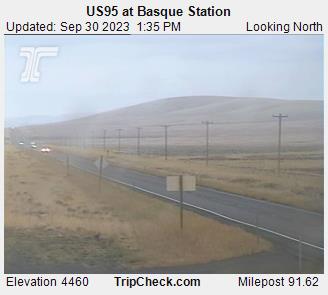 US95 at Basque Station
Updated: Sep 30 2023 1:35 PM Looking North
Elevation 4460 TripCheck.com Milepost 91.62